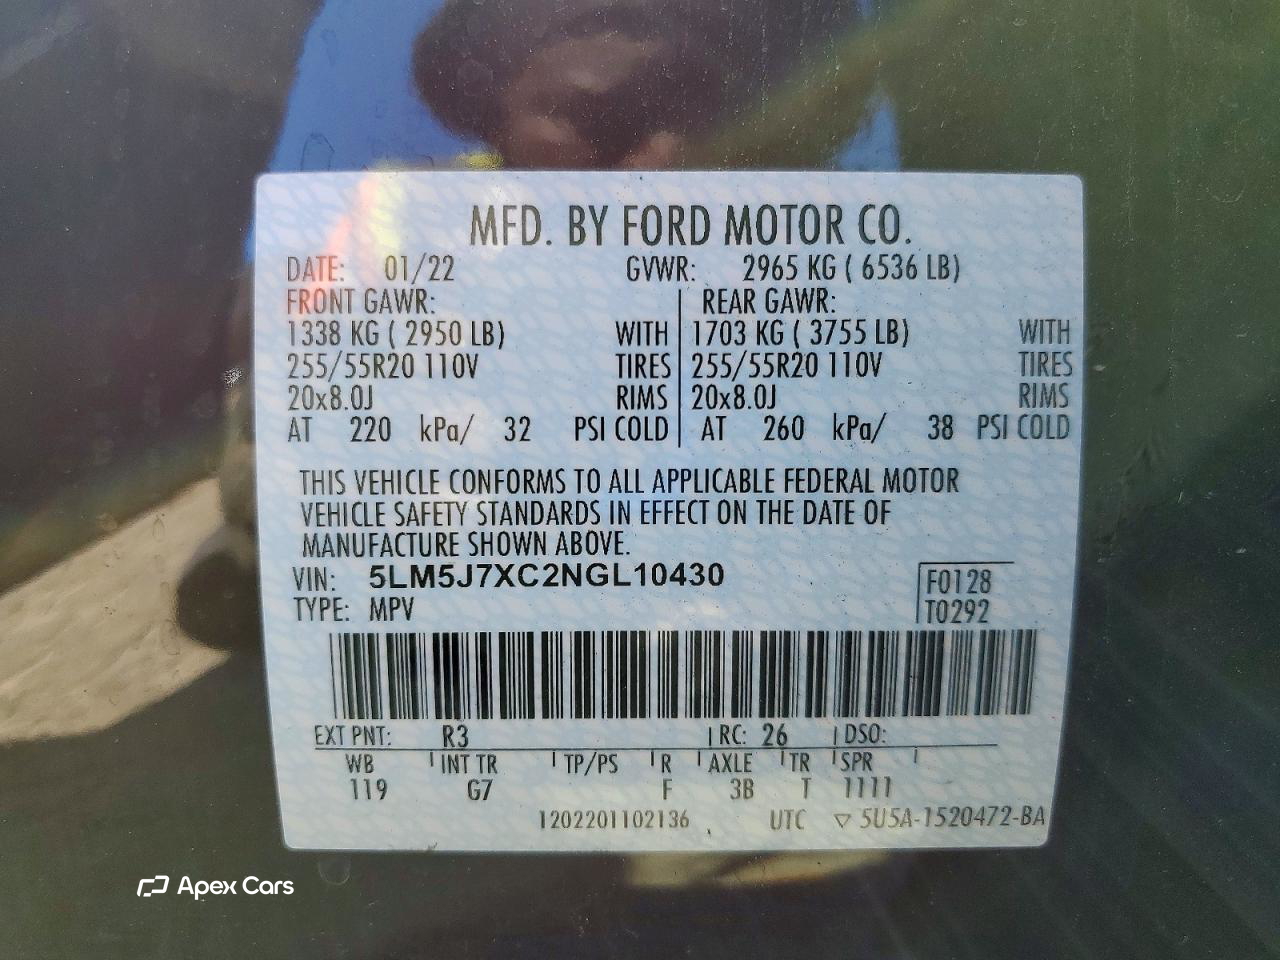 MFD. BY FORD MOTOR CO.
DATE: 01/22 GVWR: 2965 KG ( 6536 LB)
FRONT GAWR: REAR GAWR:
1338 KG ( 2950 LB) WITH 1703 KG ( 3755 LB) WITH
255/55R20 110V TIRES 255/55R20 110V TIRES
20x8.0J RIMS 20x8.0J RIMS
AT 220 kPa/ 32 PSI COLD AT 260 kPa/ 38 PSI COLD
THIS VEHICLE CONFORMS TO ALL APPLICABLE FEDERAL MOTOR
VEHICLE SAFETY STANDARDS IN EFFECT ON THE DATE OF
MANUFACTURE SHOWN ABOVE.
VIN: 5LM5J7XC2NGL10430 F0128
TYPE: MPV T0292
EXT PNT: R3 RC: 26 DSO:
WB INT TR TP/PS R AXLE TR SPR
119 G7 F 3B T 1111
1202201102136 UTC ▽ 5U5A-1520472-BA
Apex Cars